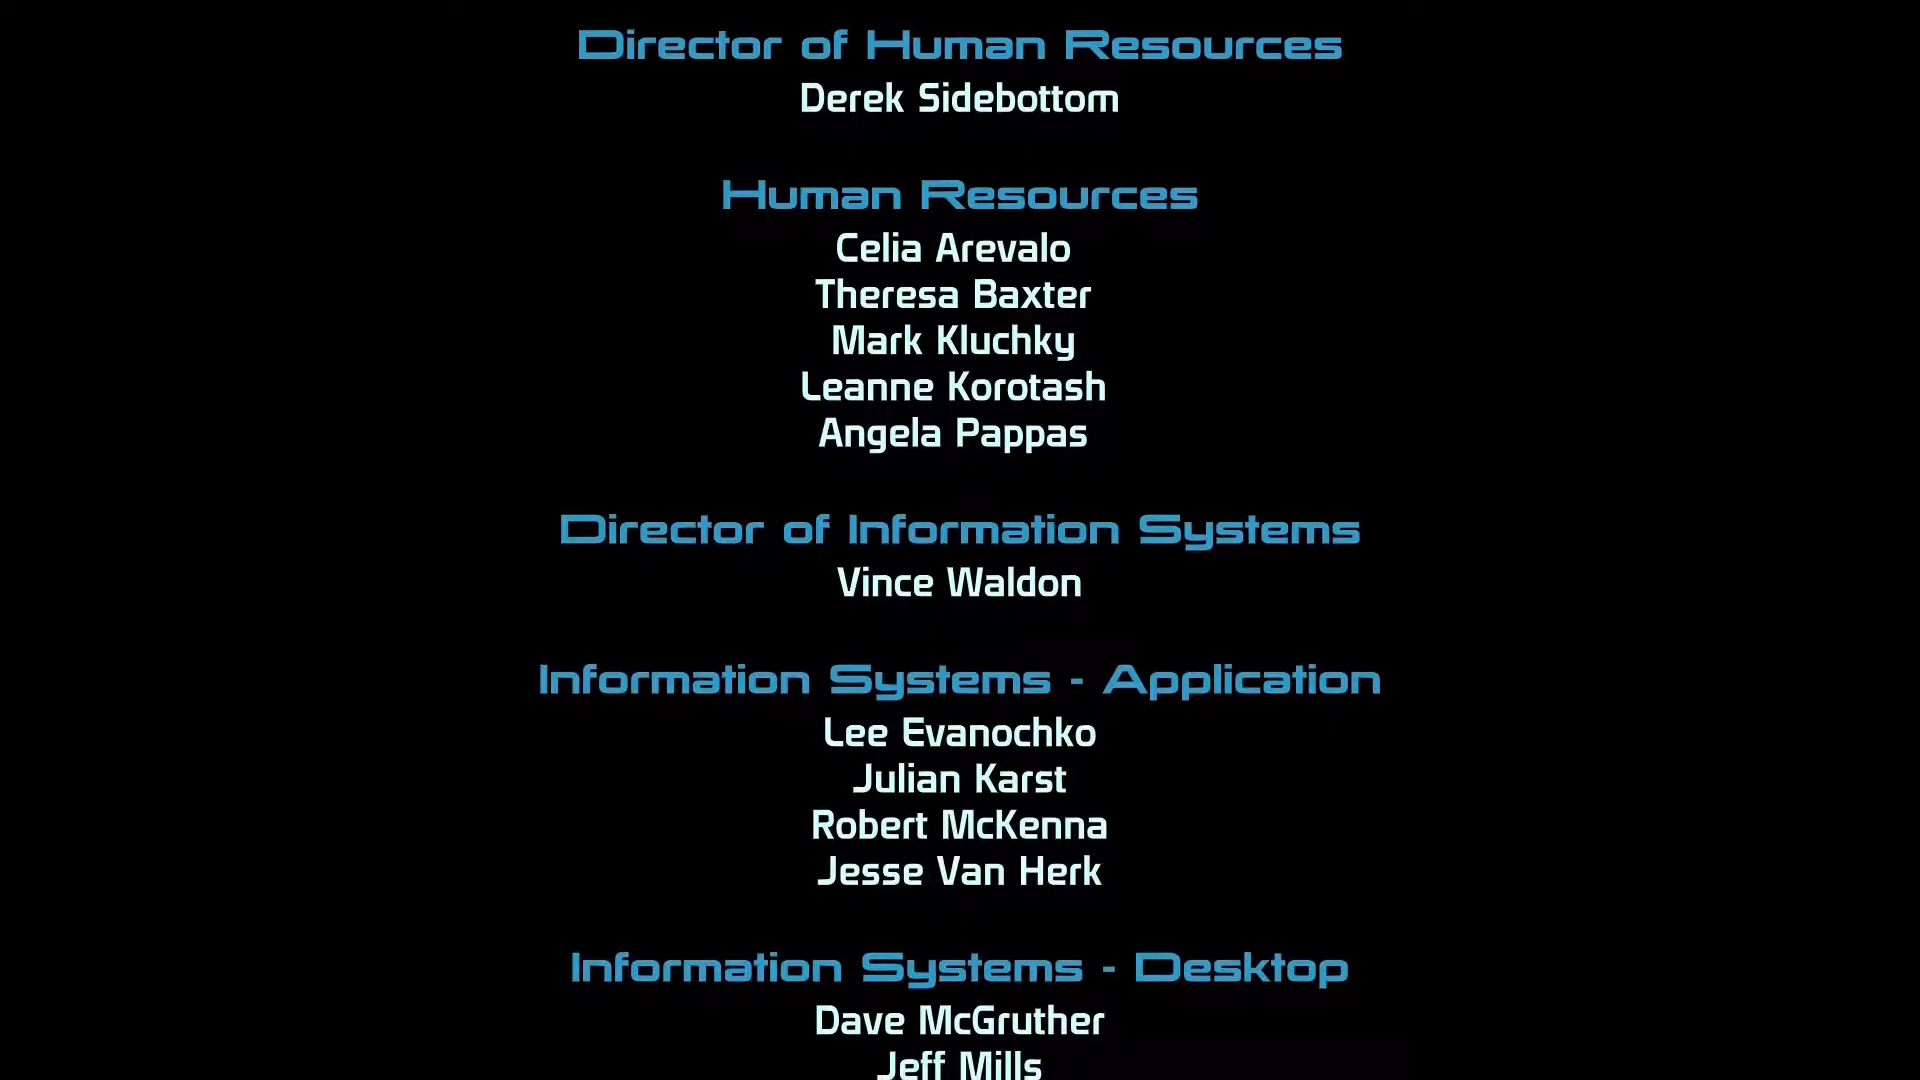 Director of Human Resources
Derek Sidebottom
Human Resources
Celia Arevalo
Theresa Baxter
Mark Kluchky
Leanne Korotash
Angela Pappas
Director of Information Systems
Vince Waldon
Information Systems - Application
Lee Evanochko
Julian Karst
Robert McKenna
Jesse Van Herk
Information Systems - Desktop
Dave McGruther
Jeff Mills